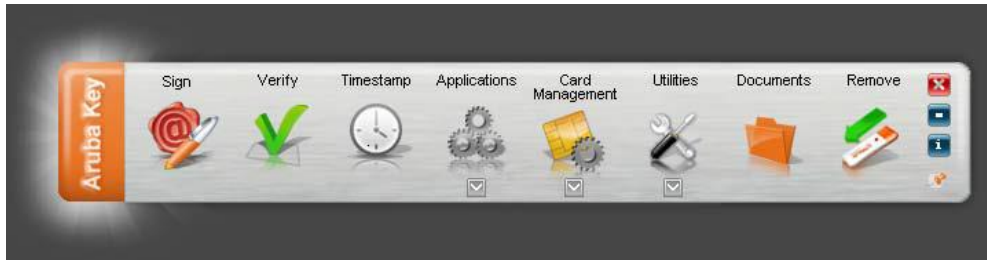 Aruba Key
Sign
Verify
Timestamp
Applications
Card
Management
Utilities
Documents
Remove